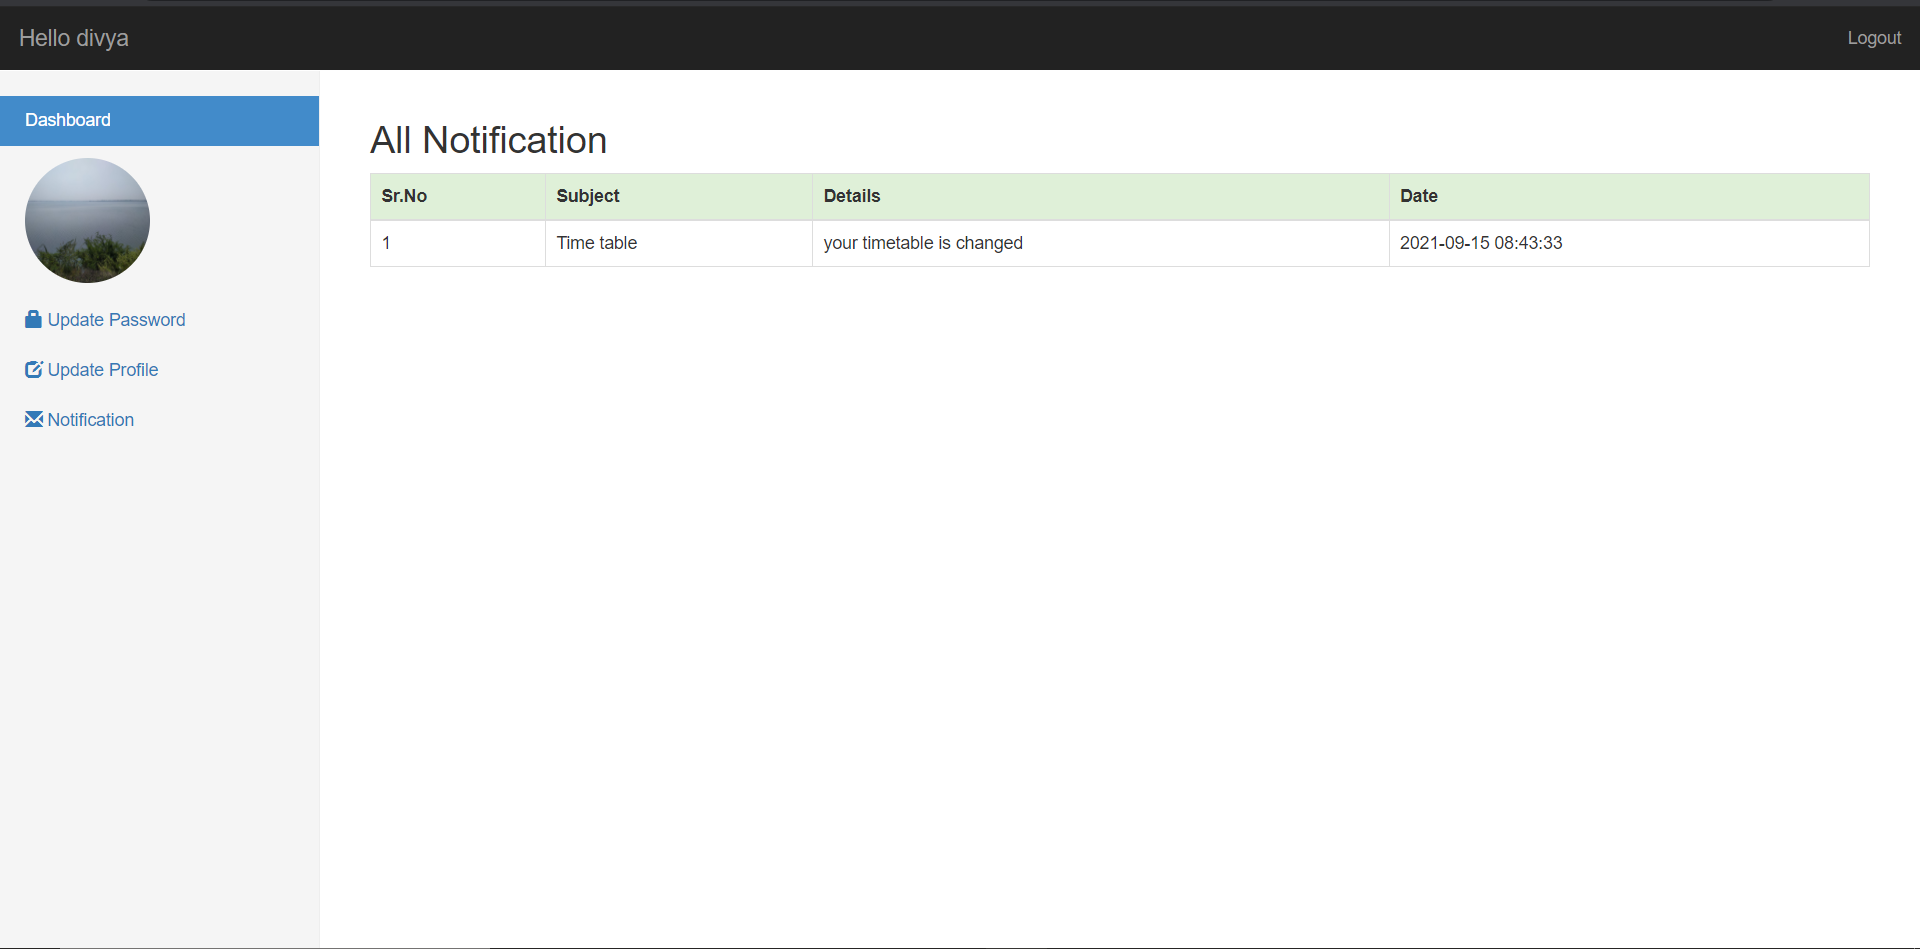 Hello divya
Logout
Dashboard
Update Password
Update Profile
Notification
All Notification
Sr.No Subject Details Date
1 Time table your timetable is changed 2021-09-15 08:43:33